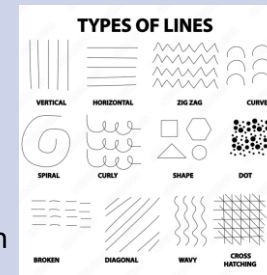 TYPES OF LINES
VERTICAL HORIZONTAL ZIG ZAG CURVE
SPIRAL CURLY SHAPE DOT
n
BROKEN DIAGONAL WAVY CROSS
HATCHING